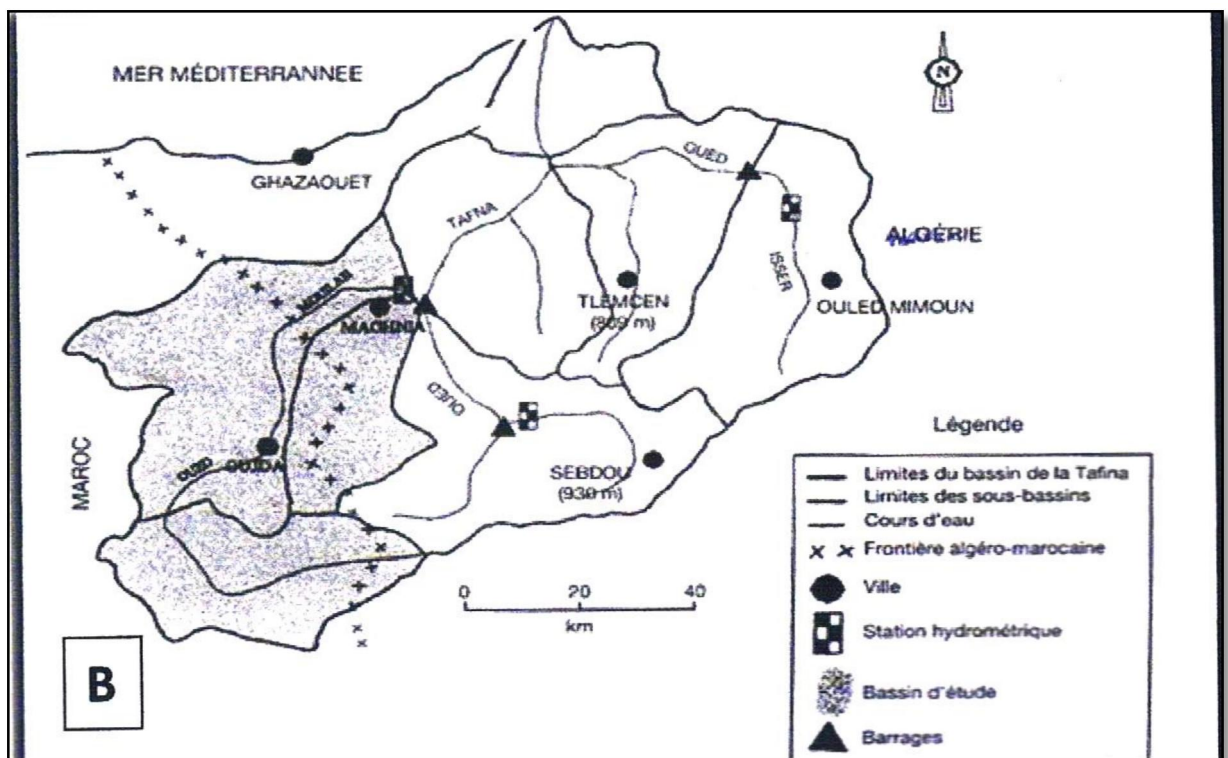 MER MÉDITERRANNEE
N
GHAZAOUET
OUED
TAFNA
ALGÉRIE
ISSER
MOUILAH
TLEMCEN
(809 m)
OULED MIMOUN
MAGHNIA
OUED
MAROC
OUED
OUJDA
SEBDOU
(930 m)
0 20 40
km
B
Légende
Limites du bassin de la Tafina
Limites des sous-bassins
Cours d'eau
x x Frontière algéro-marocaine
Ville
Station hydrométrique
Bassin d'étude
Barrages